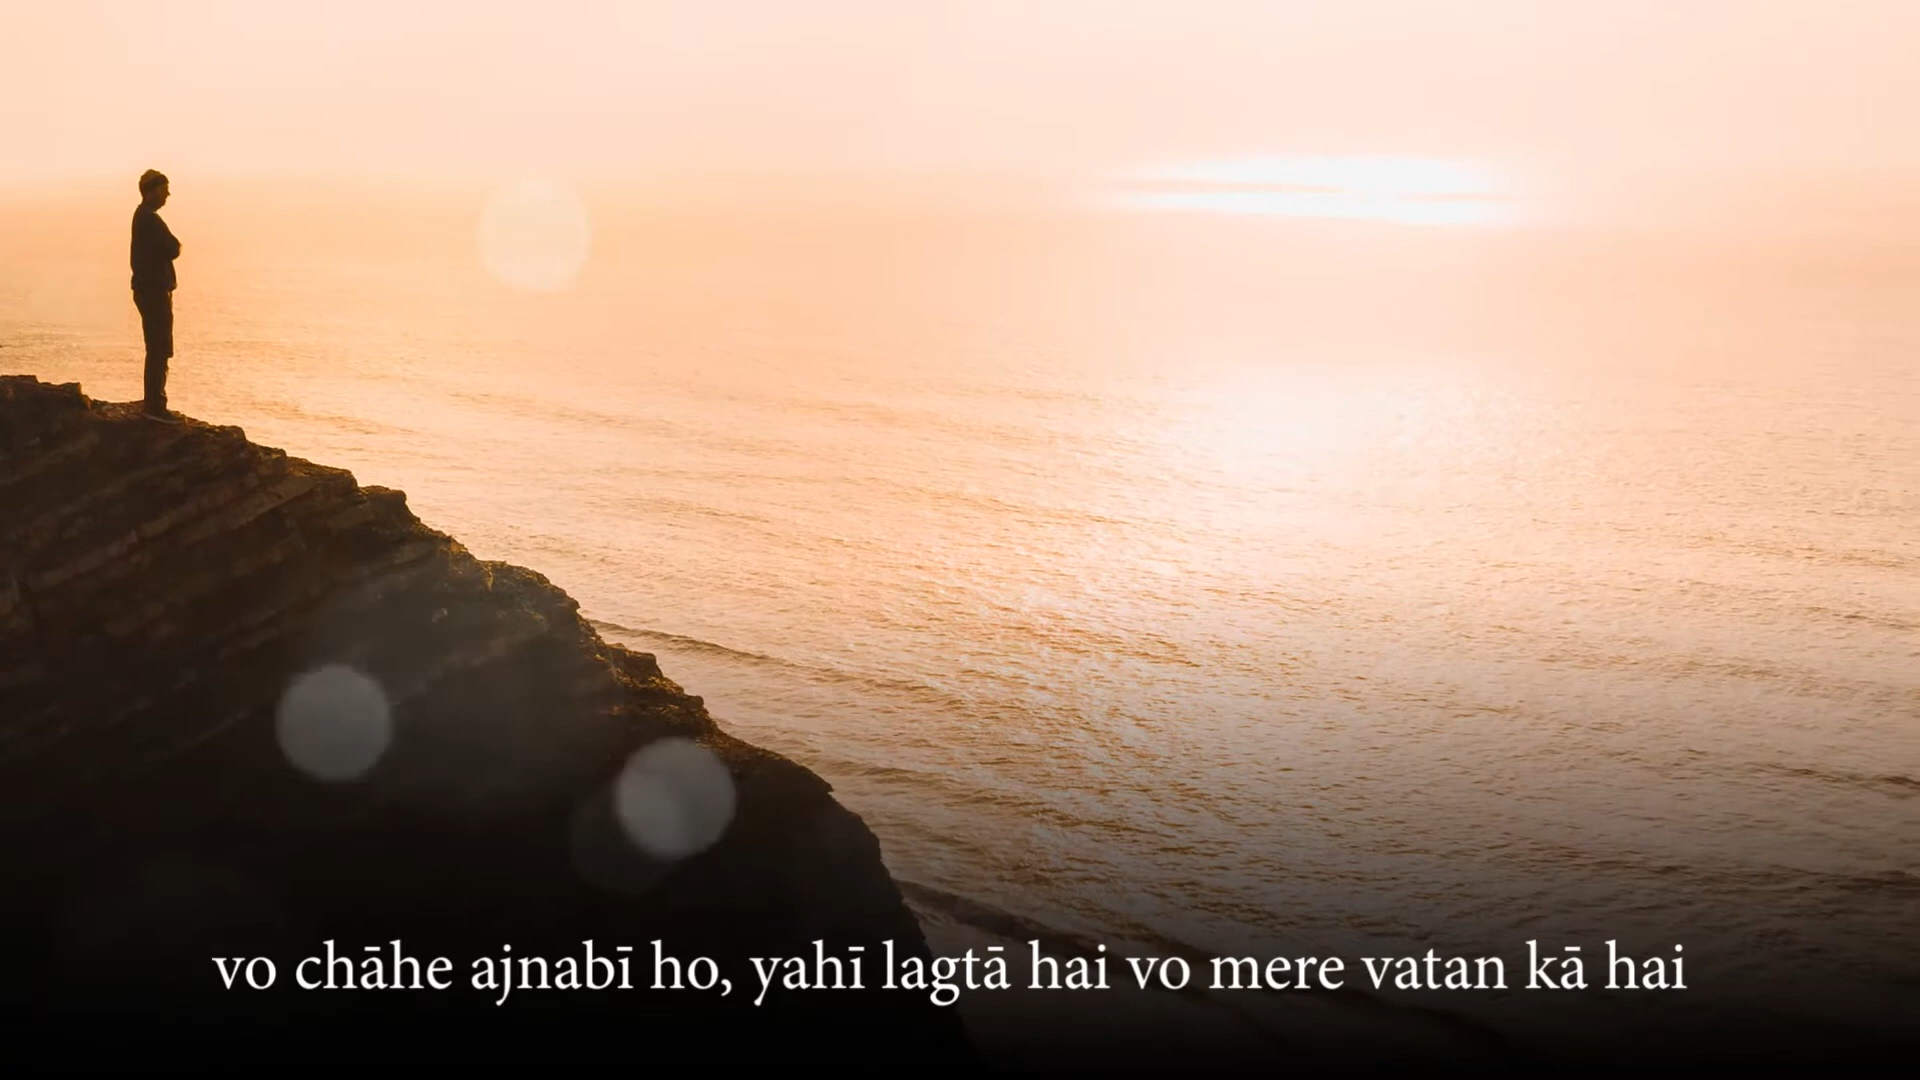 vo chāhe ajnabī ho, yahī lagtā hai vo mere vatan kā hai